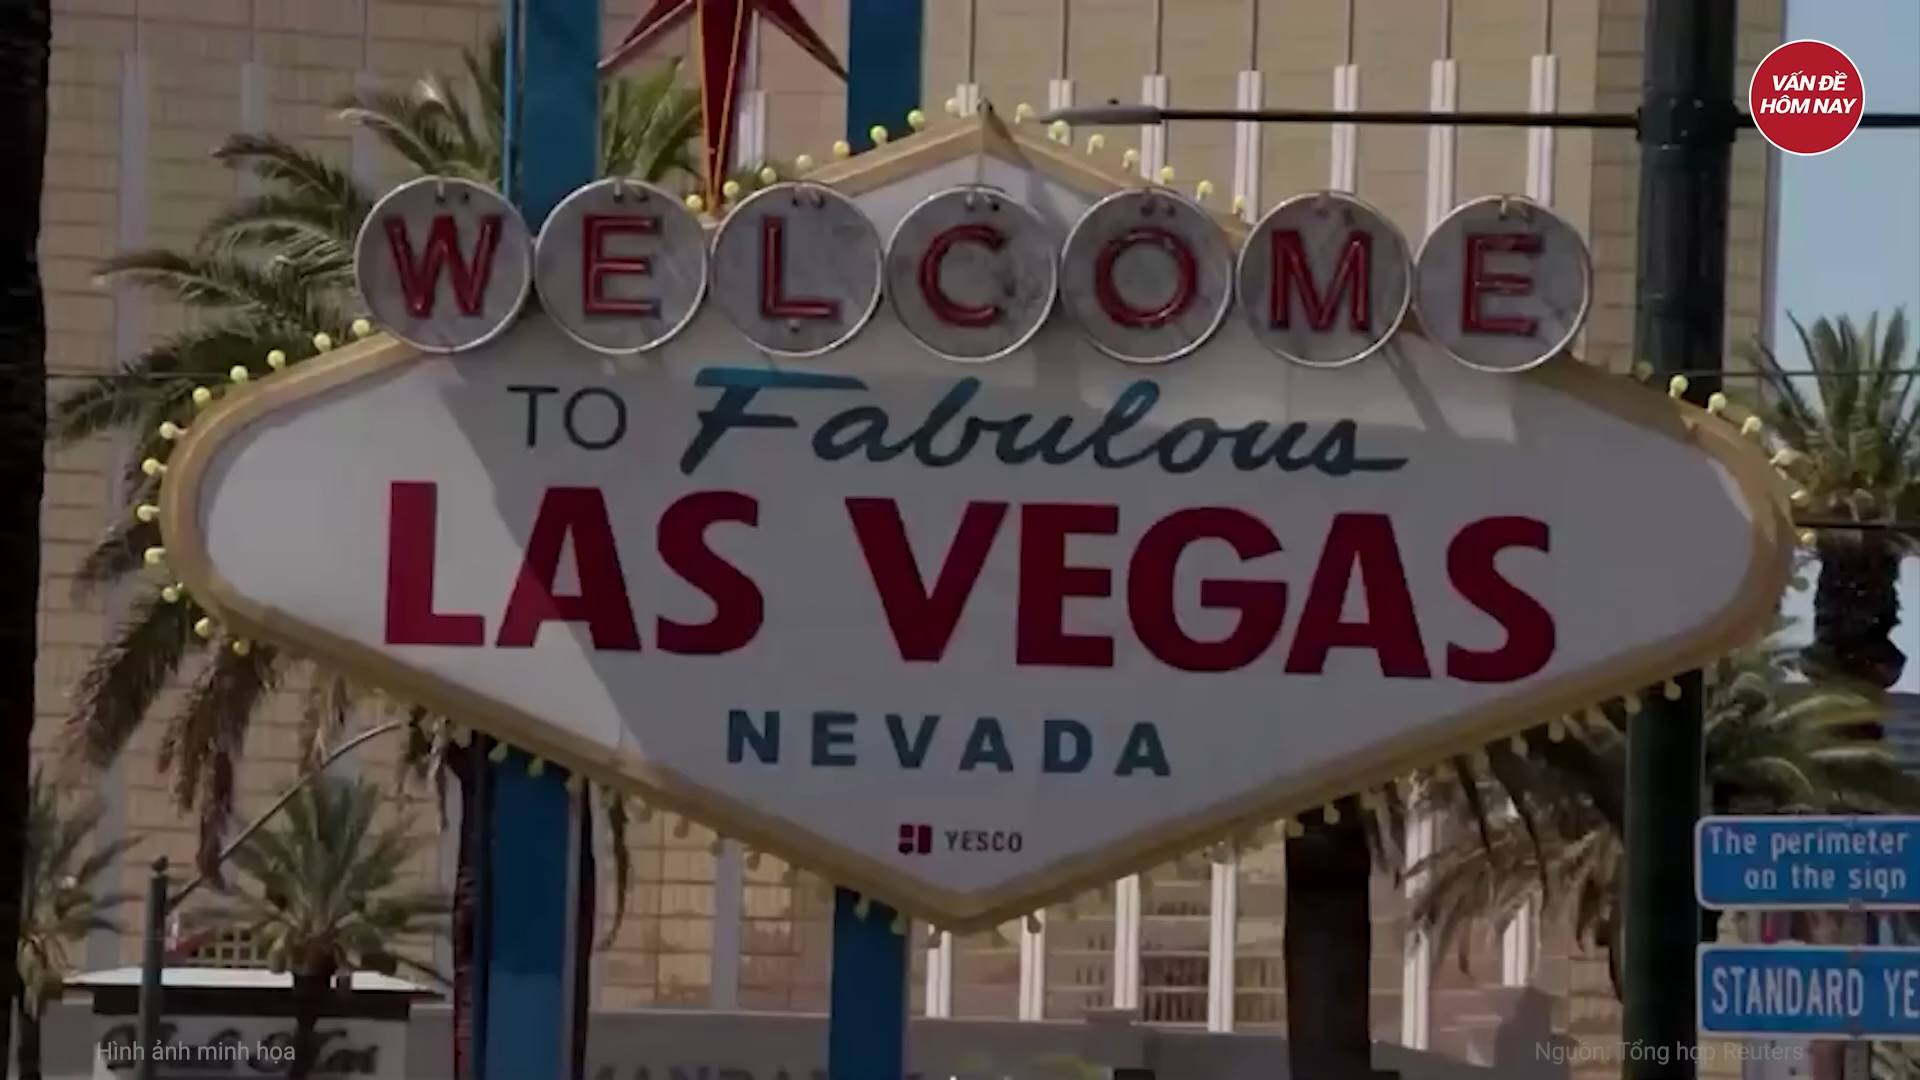 VẤN ĐỀ
HÔM NAY
WELCOME
TO Fabulous
LAS VEGAS
NEVADA
YESCO
The perimeter
on the sign
STANDARD YE
Hình ảnh minh họa
Nguồn: Tổng hợp Reuters